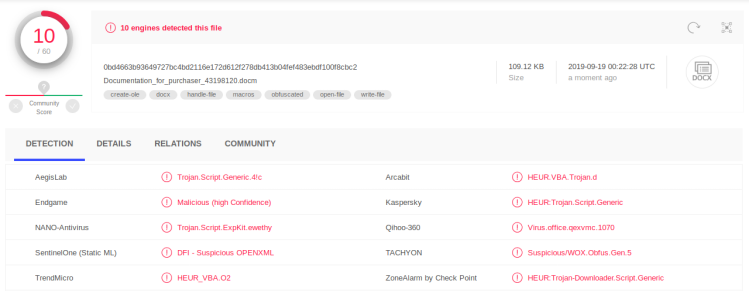 10
/ 60
?
Community
Score
10 engines detected this file
0bd4663b93649727bc4bd2116e172d612f278db413b04fef483ebdf100f8cbc2
Documentation_for_purchaser_43198120.docm
create-ole docx handle-file macros obfuscated open-file write-file
109.12 KB
Size
2019-09-19 00:22:28 UTC
a moment ago
DOCX
DETECTION DETAILS RELATIONS COMMUNITY
AegisLab Trojan.Script.Generic.4!c Arcabit HEUR.VBA.Trojan.d
Endgame Malicious (high Confidence) Kaspersky HEUR:Trojan.Script.Generic
NANO-Antivirus Trojan.Script.ExpKit.ewethy Qihoo-360 Virus.office.qexvmc.1070
SentinelOne (Static ML) DFI - Suspicious OPENXML TACHYON Suspicious/WOX.Obfus.Gen.5
TrendMicro HEUR_VBA.O2 ZoneAlarm by Check Point HEUR:Trojan-Downloader.Script.Generic